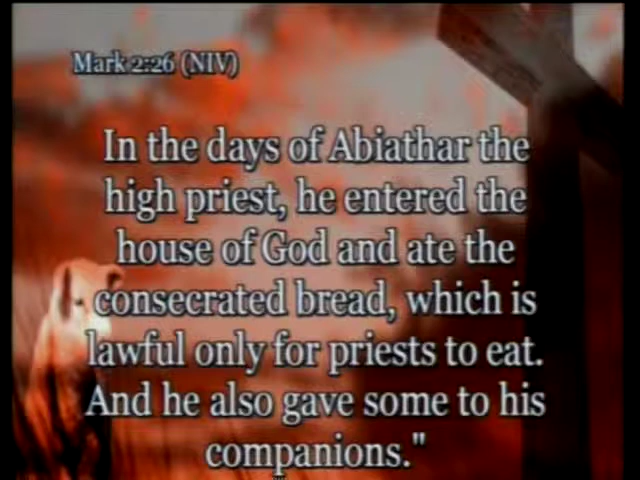 Mark 2:26 (NIV)
In the days of Abiathar the
high priest, he entered the
house of God and ate the
consecrated bread, which is
lawful only for priests to eat.
And he also gave some to his
companions."